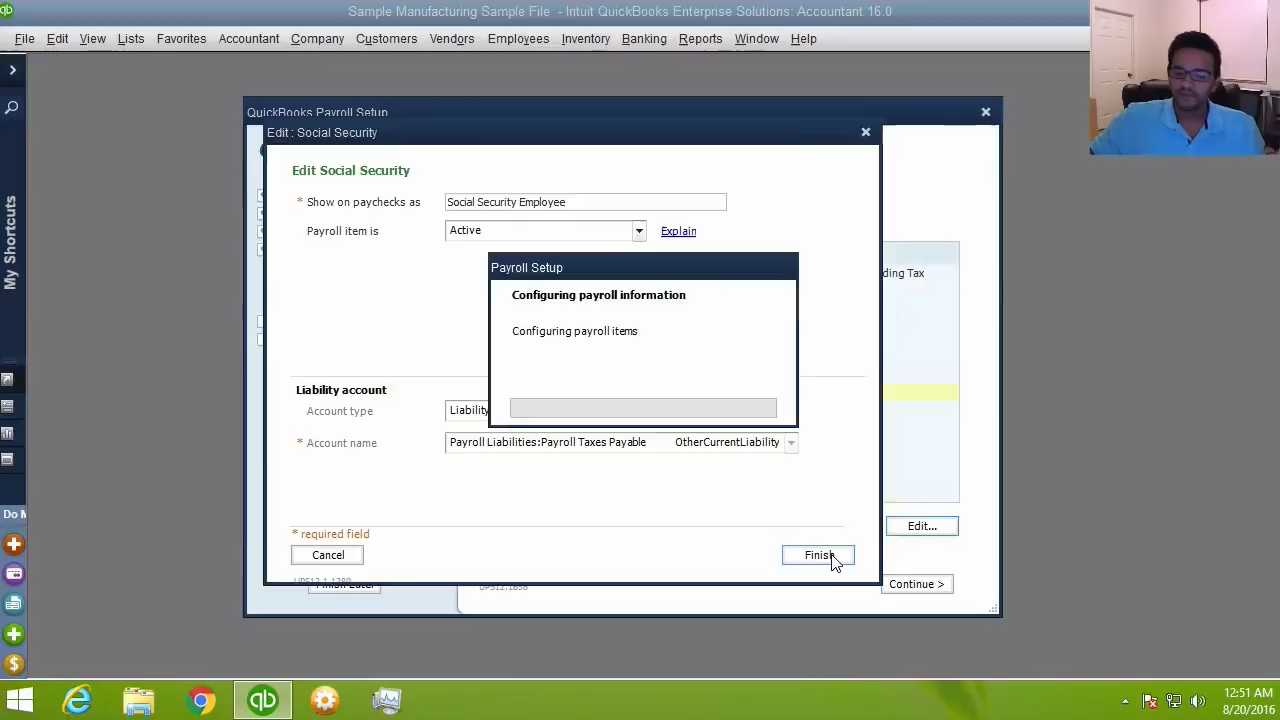 Sample Manufacturing Sample File - Intuit QuickBooks Enterprise Solutions: Accountant 16.0
File Edit View Lists Favorites Accountant Company Custom Vendors Employees Inventory Banking Reports Window Help
My Shortcuts
Do M
QuickBooks Payroll Setup
Edit : Social Security
Edit Social Security
* Show on paychecks as Social Security Employee
Payroll item is Active Explain
Payroll Setup
Configuring payroll information
Configuring payroll items
ding Tax
Liability account
Account type Liability
* Account name Payroll Liabilities:Payroll Taxes Payable OtherCurrentLiability
* required field
Cancel Finish
Edit...
Continue >
12:51 AM
8/20/2016